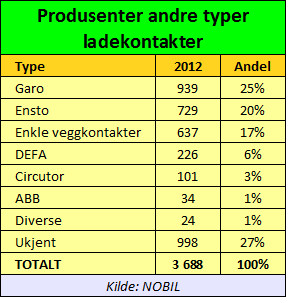 Produsenter andre typer
ladekontakter
Type 2012 Andel
Garo 939 25%
Ensto 729 20%
Enkle veggkontakter 637 17%
DEFA 226 6%
Circutor 101 3%
ABB 34 1%
Diverse 24 1%
Ukjent 998 27%
TOTALT 3 688 100%
Kilde: NOBIL